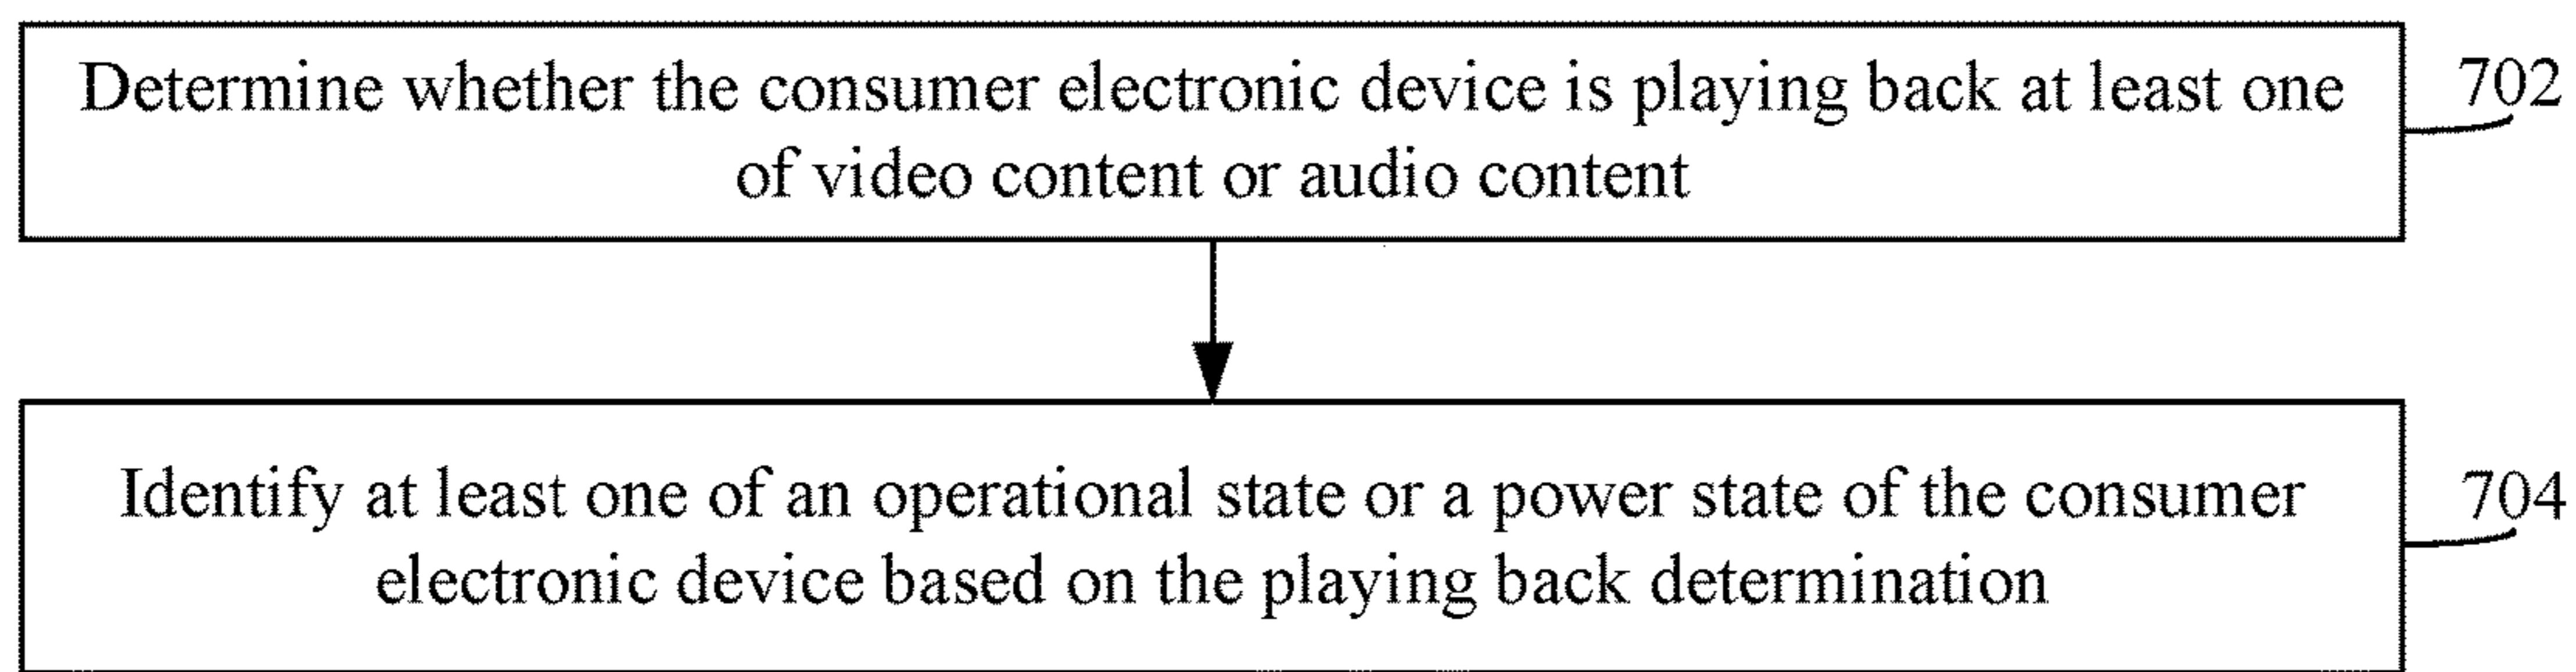 Determine whether the consumer electronic device is playing back at least one
702
of video content or audio content
Identify at least one of an operational state or a power state of the consumer
704
electronic device based on the playing back determination